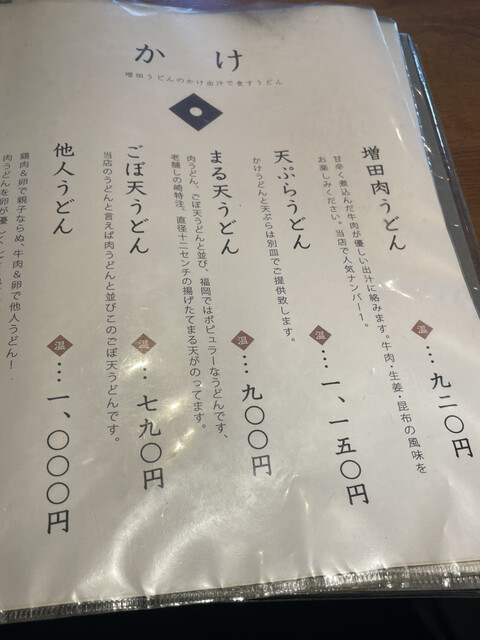 かけ
増田うどんのかけ出汁で食すうどん
増田肉うどん
甘辛く煮込んだ牛肉が優しい出汁に絡みます。牛肉・生姜・昆布の風味を
お楽しみください。当店で人気ナンバー1。
温 … 九二〇円
天ぷらうどん
かけうどんと天ぷらは別皿でご提供致します。
温 … 一、一五〇円
まる天うどん
肉うどん、ごぼ天うどんと並び、福岡ではポピュラーなうどんです、
老舗しの崎特注、直径十二センチの揚げたてまる天がのってます。
温 … 九〇〇円
ごぼ天うどん
当店のうどんと言えば肉うどんと並びこのごぼ天うどんです。
温 … 七九〇円
他人うどん
鶏肉&卵で親子ならぬ、牛肉&卵で他人うどん!
温 … 一、〇〇〇円